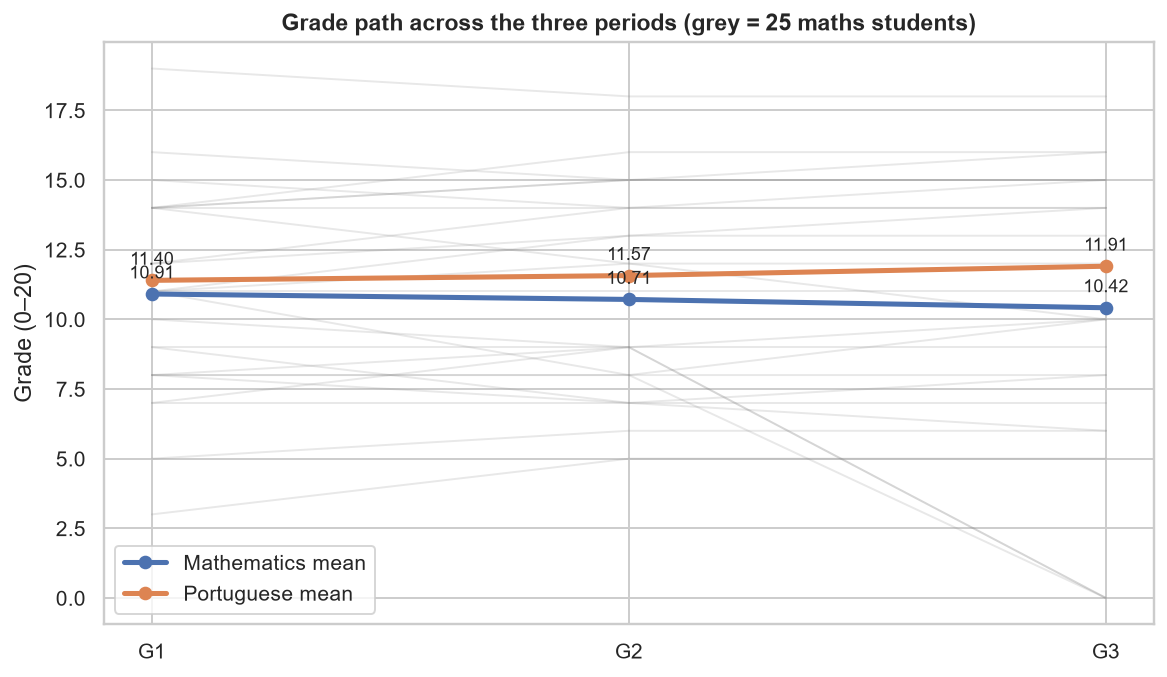 Grade path across the three periods (grey = 25 maths students)
Grade (0–20)
17.5
15.0
12.5
10.0
7.5
5.0
2.5
0.0
11.40
10.91
11.57
10.71
11.91
10.42
Mathematics mean
Portuguese mean
G1 G2 G3